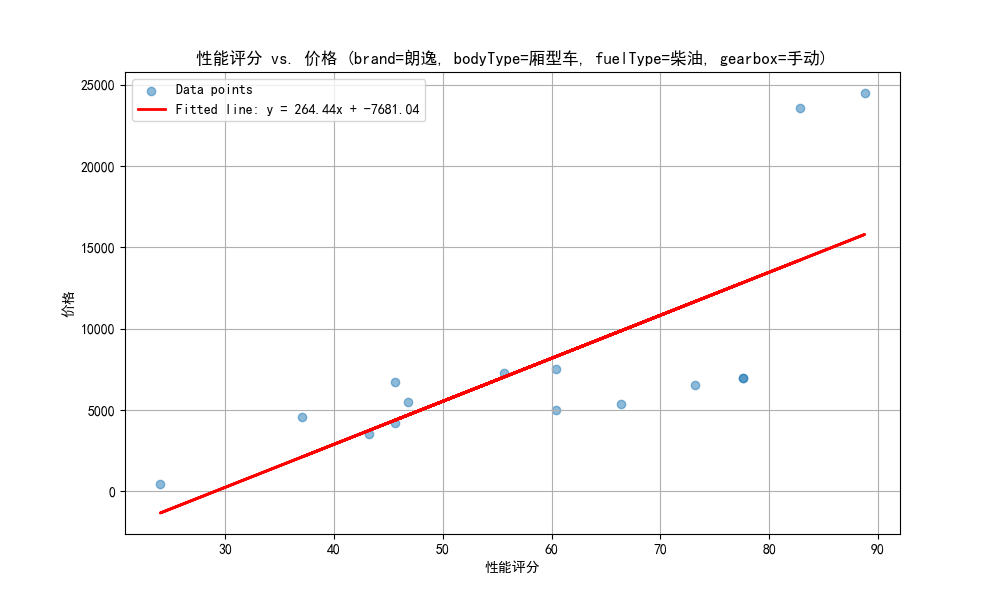 性能评分 vs. 价格 (brand=朗逸, bodyType=厢型车, fuelType=柴油, gearbox=手动)
Data points
Fitted line: y = 264.44x + -7681.04
25000
20000
15000
10000
5000
0
价格
30 40 50 60 70 80 90
性能评分